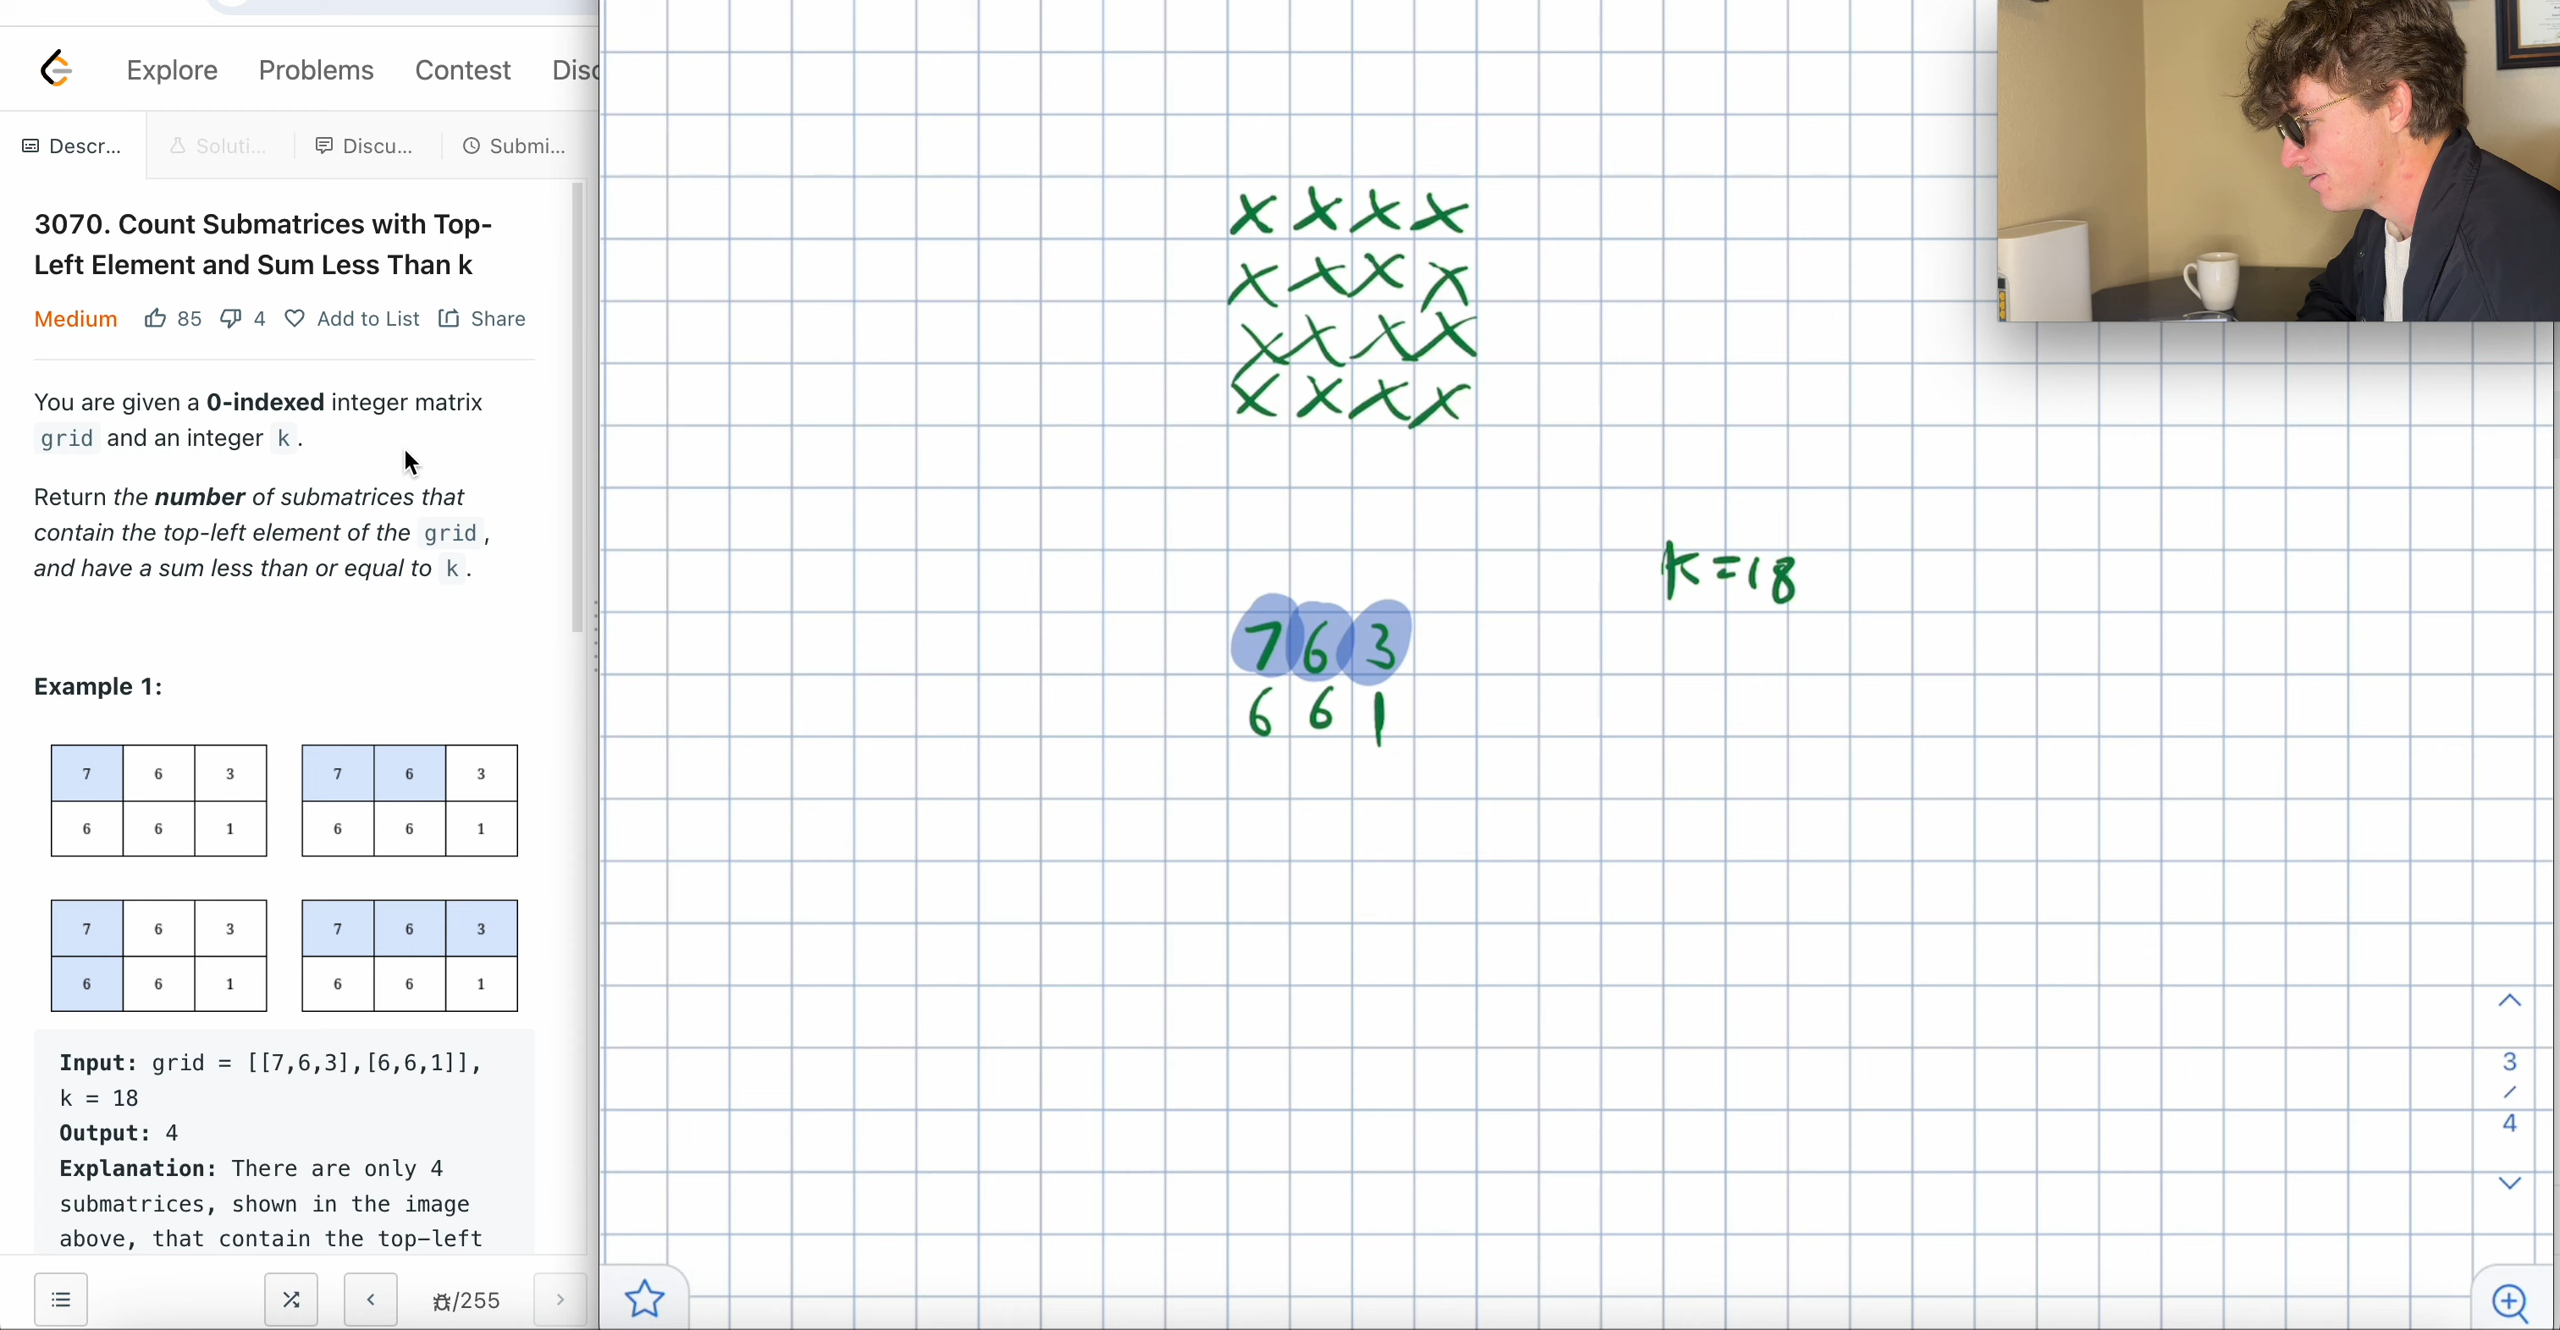 Explore Problems Contest Disc
Descr... Soluti... Discu... Submi...
3070. Count Submatrices with Top-
Left Element and Sum Less Than k
Medium 85 4 Add to List Share
You are given a 0-indexed integer matrix
grid and an integer k.
Return the number of submatrices that
contain the top-left element of the grid,
and have a sum less than or equal to k.
Example 1:
7 6 3
6 6 1
7 6 3
6 6 1
7 6 3
6 6 1
7 6 3
6 6 1
Input: grid = [[7,6,3],[6,6,1]],
k = 18
Output: 4
Explanation: There are only 4
submatrices, shown in the image
above, that contain the top-left
/255
x x x x
x x x x
x x x x
x x x x
k=18
7 6 3
6 6 1
3
/
4